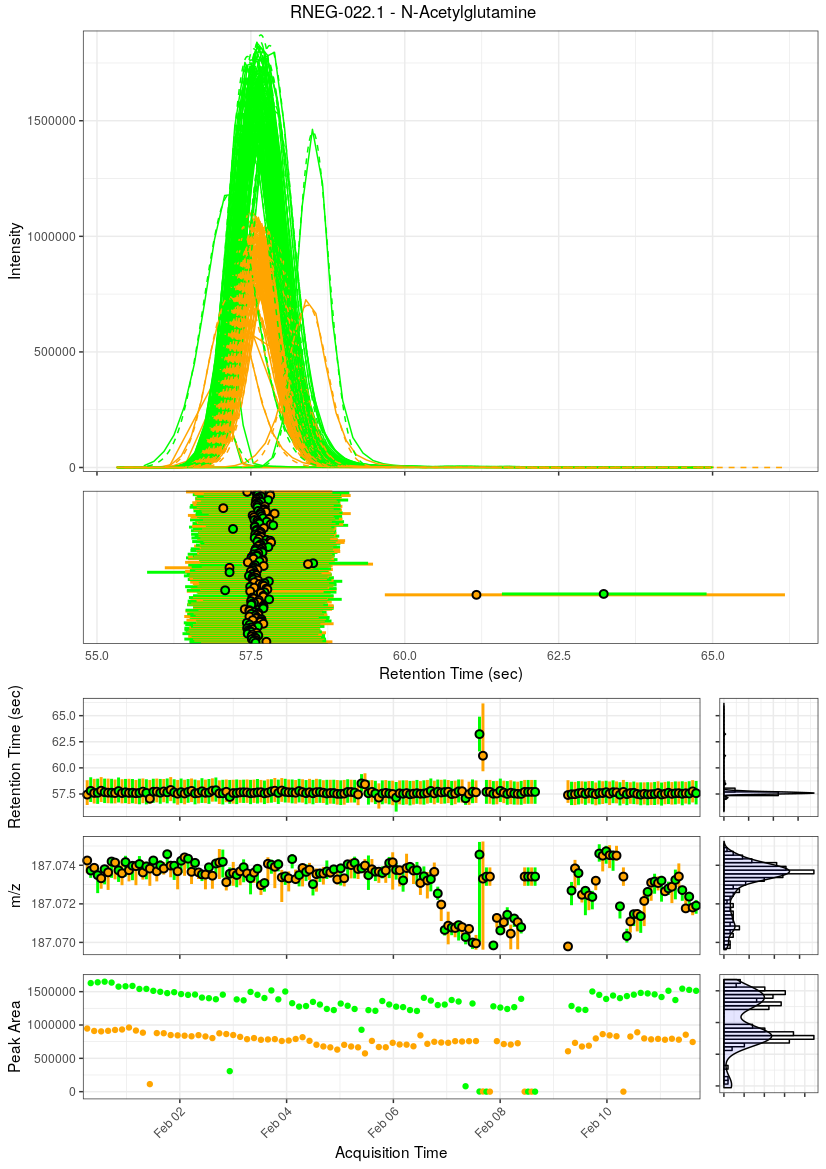 RNEG-022.1 - N-Acetylglutamine
Intensity
1500000
1000000
500000
0
55.0 57.5 60.0 62.5 65.0
Retention Time (sec)
Retention Time (sec)
65.0
62.5
60.0
57.5
m/z
187.074
187.072
187.070
Peak Area
1500000
1000000
500000
0
Feb 02 Feb 04 Feb 06 Feb 08 Feb 10
Acquisition Time